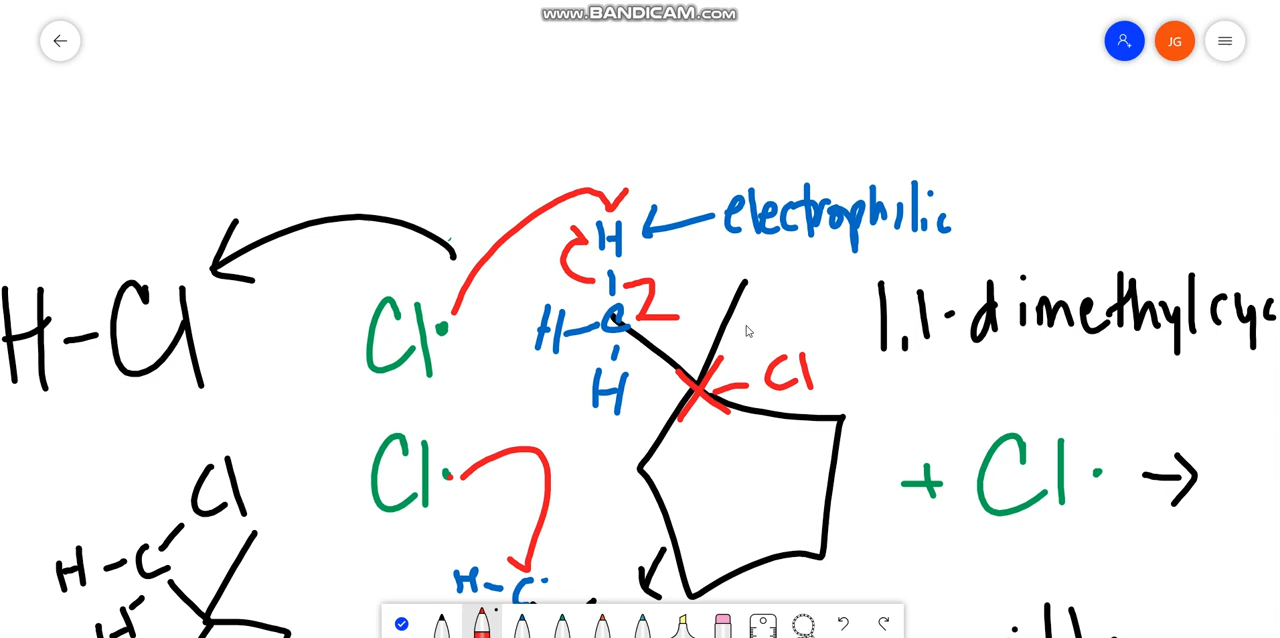 www.BANDICAM.com
JG
H
electrophilic
H-Cl
Cl·
H-C
1,1-dimethylcyc
H
Cl
Cl·
+ Cl· →
Cl
H-C
H-C·
H